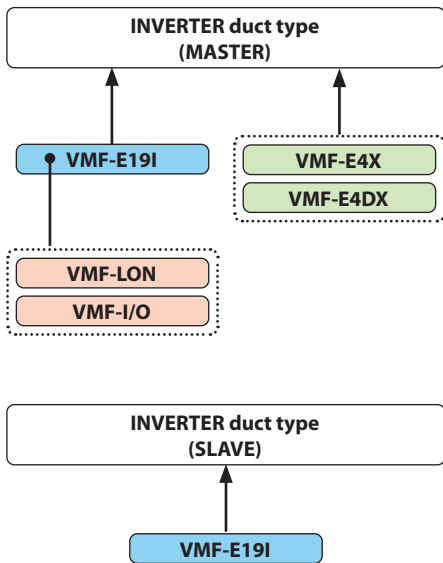 INVERTER duct type
(MASTER)
VMF-E19I
VMF-E4X
VMF-E4DX
VMF-LON
VMF-I/O
INVERTER duct type
(SLAVE)
VMF-E19I